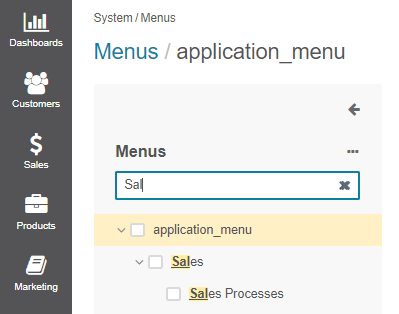 Dashboards
Customers
Sales
Products
Marketing
System / Menus
Menus / application_menu
Menus
Sal
application_menu
Sales
Sales Processes